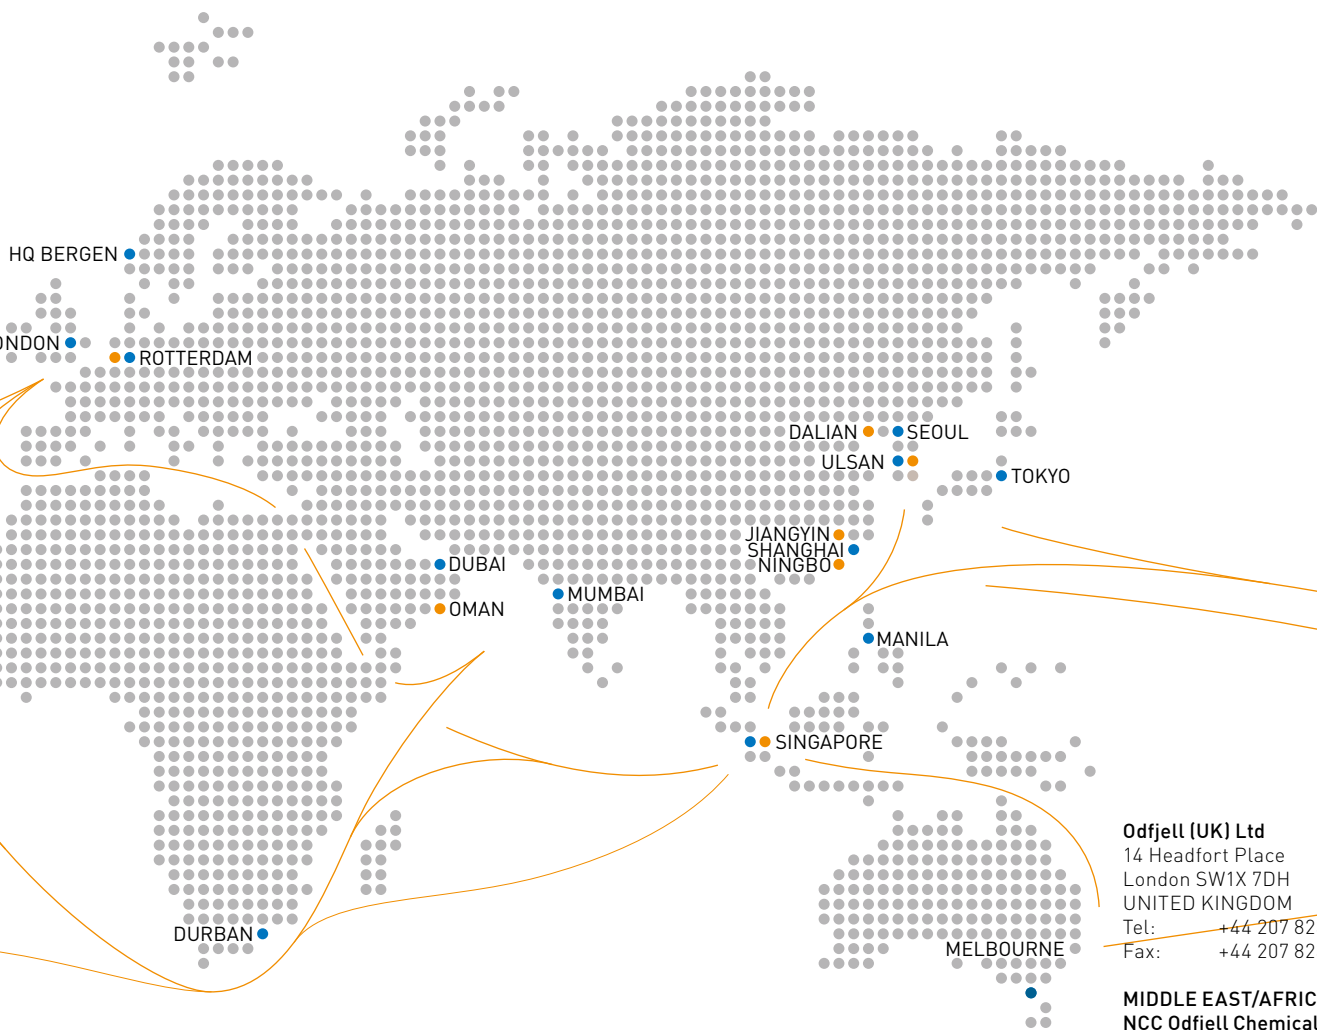 HQ BERGEN
ONDON
ROTTERDAM
DALIAN
SEOUL
ULSAN
TOKYO
JIANGYIN
SHANGHAI
NINGBO
DUBAI
MUMBAI
OMAN
MANILA
SINGAPORE
DURBAN
MELBOURNE
Odfjell (UK) Ltd
14 Headfort Place
London SW1X 7DH
UNITED KINGDOM
Tel: +44 207 82
Fax: +44 207 82
MIDDLE EAST/AFRIC
NCC Odfjell Chemical